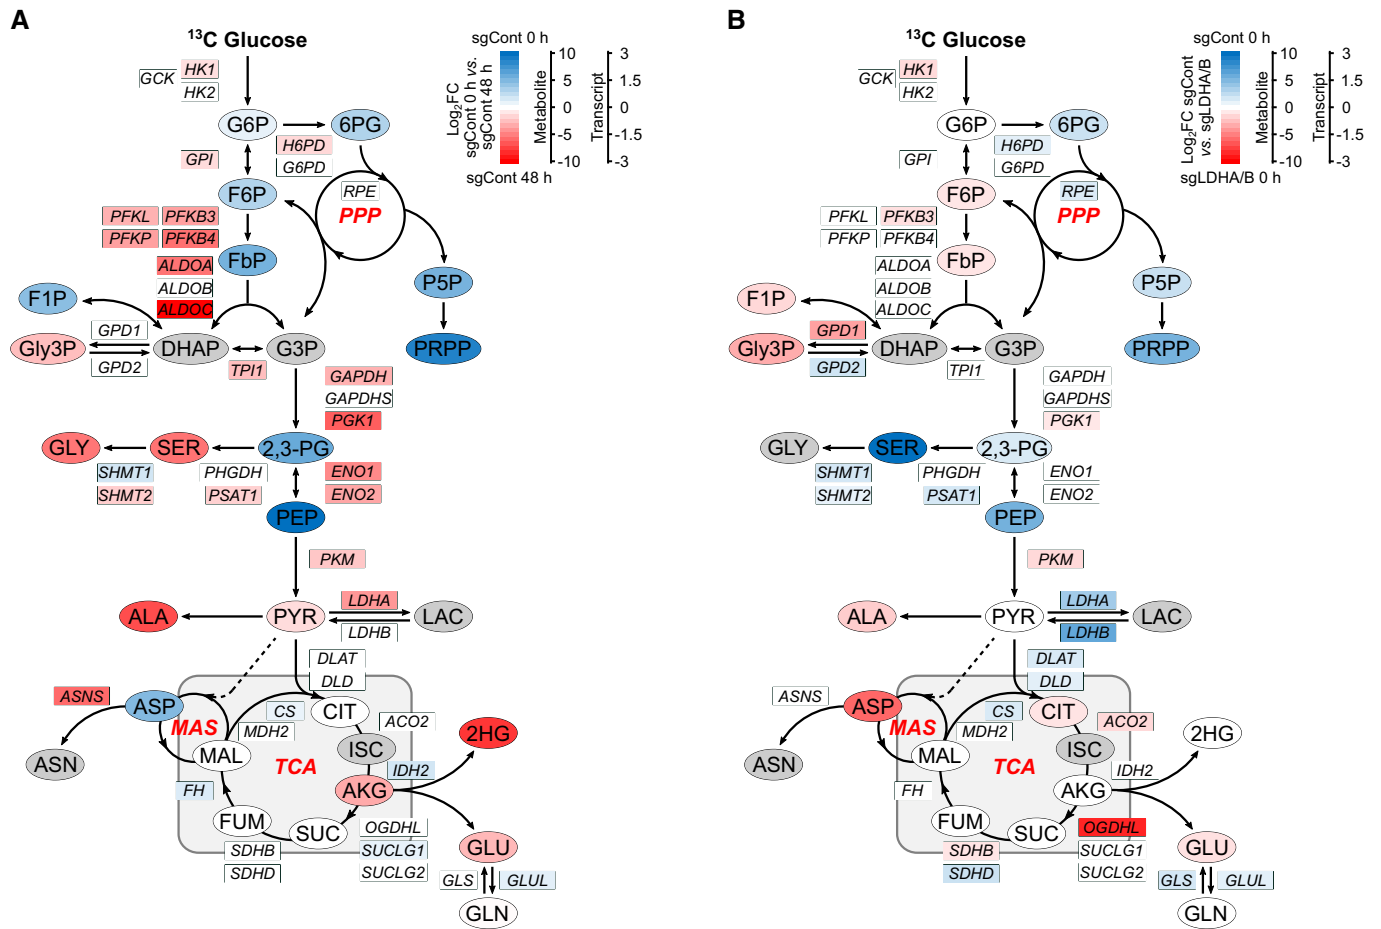 A
13C Glucose
GCK
HK1
HK2
G6P
6PG
H6PD
G6PD
GPI
F6P
RPE
PPP
PFKL
PFKB3
PFKP
PFKB4
FbP
ALDOA
ALDOB
ALDOC
F1P
P5P
GPD1
GPD2
Gly3P
DHAP
G3P
PRPP
TPI1
GAPDH
GAPDHS
PGK1
GLY
SER
2,3-PG
SHMT1
SHMT2
PHGDH
PSAT1
ENO1
ENO2
PEP
PKM
ALA
PYR
LDHA
LDHB
LAC
DLAT
DLD
ASNS
ASP
CS
MDH2
CIT
ACO2
MAS
MAL
ISC
2HG
ASN
TCA
IDH2
AKG
FH
FUM
SUC
OGDHL
SUCLG1
SUCLG2
SDHB
SDHD
GLU
GLS
GLUL
GLN
sgCont 0 h
Log2FC
sgCont 0 h vs.
sgCont 48 h
10
5
0
-5
-10
Metabolite
3
1.5
0
-1.5
-3
Transcript
sgCont 48 h
B
13C Glucose
GCK
HK1
HK2
G6P
6PG
H6PD
G6PD
GPI
F6P
RPE
PPP
PFKL
PFKB3
PFKP
PFKB4
FbP
ALDOA
ALDOB
ALDOC
F1P
P5P
GPD1
GPD2
Gly3P
DHAP
G3P
PRPP
TPI1
GAPDH
GAPDHS
PGK1
GLY
SER
2,3-PG
SHMT1
SHMT2
PHGDH
PSAT1
ENO1
ENO2
PEP
PKM
ALA
PYR
LDHA
LDHB
LAC
DLAT
DLD
ASNS
ASP
CS
MDH2
CIT
ACO2
MAS
MAL
ISC
2HG
ASN
TCA
IDH2
AKG
FH
FUM
SUC
OGDHL
SUCLG1
SUCLG2
SDHB
SDHD
GLU
GLS
GLUL
GLN
sgCont 0 h
Log2FC sgCont
vs. sgLDHA/B
10
5
0
-5
-10
Metabolite
3
1.5
0
-1.5
-3
Transcript
sgLDHA/B 0 h